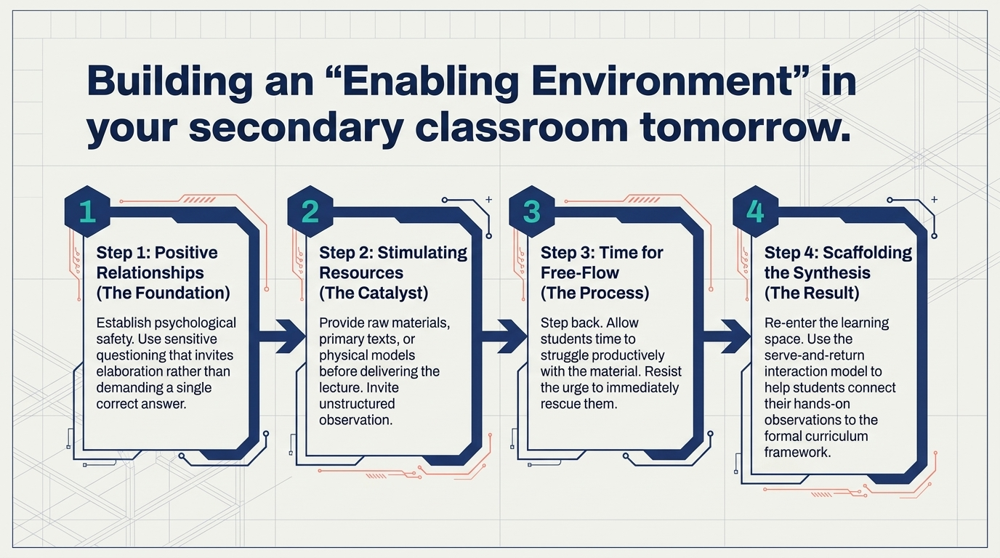 Building an “Enabling Environment” in
your secondary classroom tomorrow.
1
Step 1: Positive
Relationships
(The Foundation)
Establish psychological
safety. Use sensitive
questioning that invites
elaboration rather than
demanding a single
correct answer.
2
Step 2: Stimulating
Resources
(The Catalyst)
Provide raw materials,
primary texts, or
physical models
before delivering the
lecture. Invite
unstructured
observation.
3
Step 3: Time for
Free-Flow
(The Process)
Step back. Allow
students time to
struggle productively
with the material. Resist
the urge to immediately
rescue them.
4
Step 4: Scaffolding
the Synthesis
(The Result)
Re-enter the learning
space. Use the
serve-and-return
interaction model to
help students connect
their hands-on
observations to the
formal curriculum
framework.